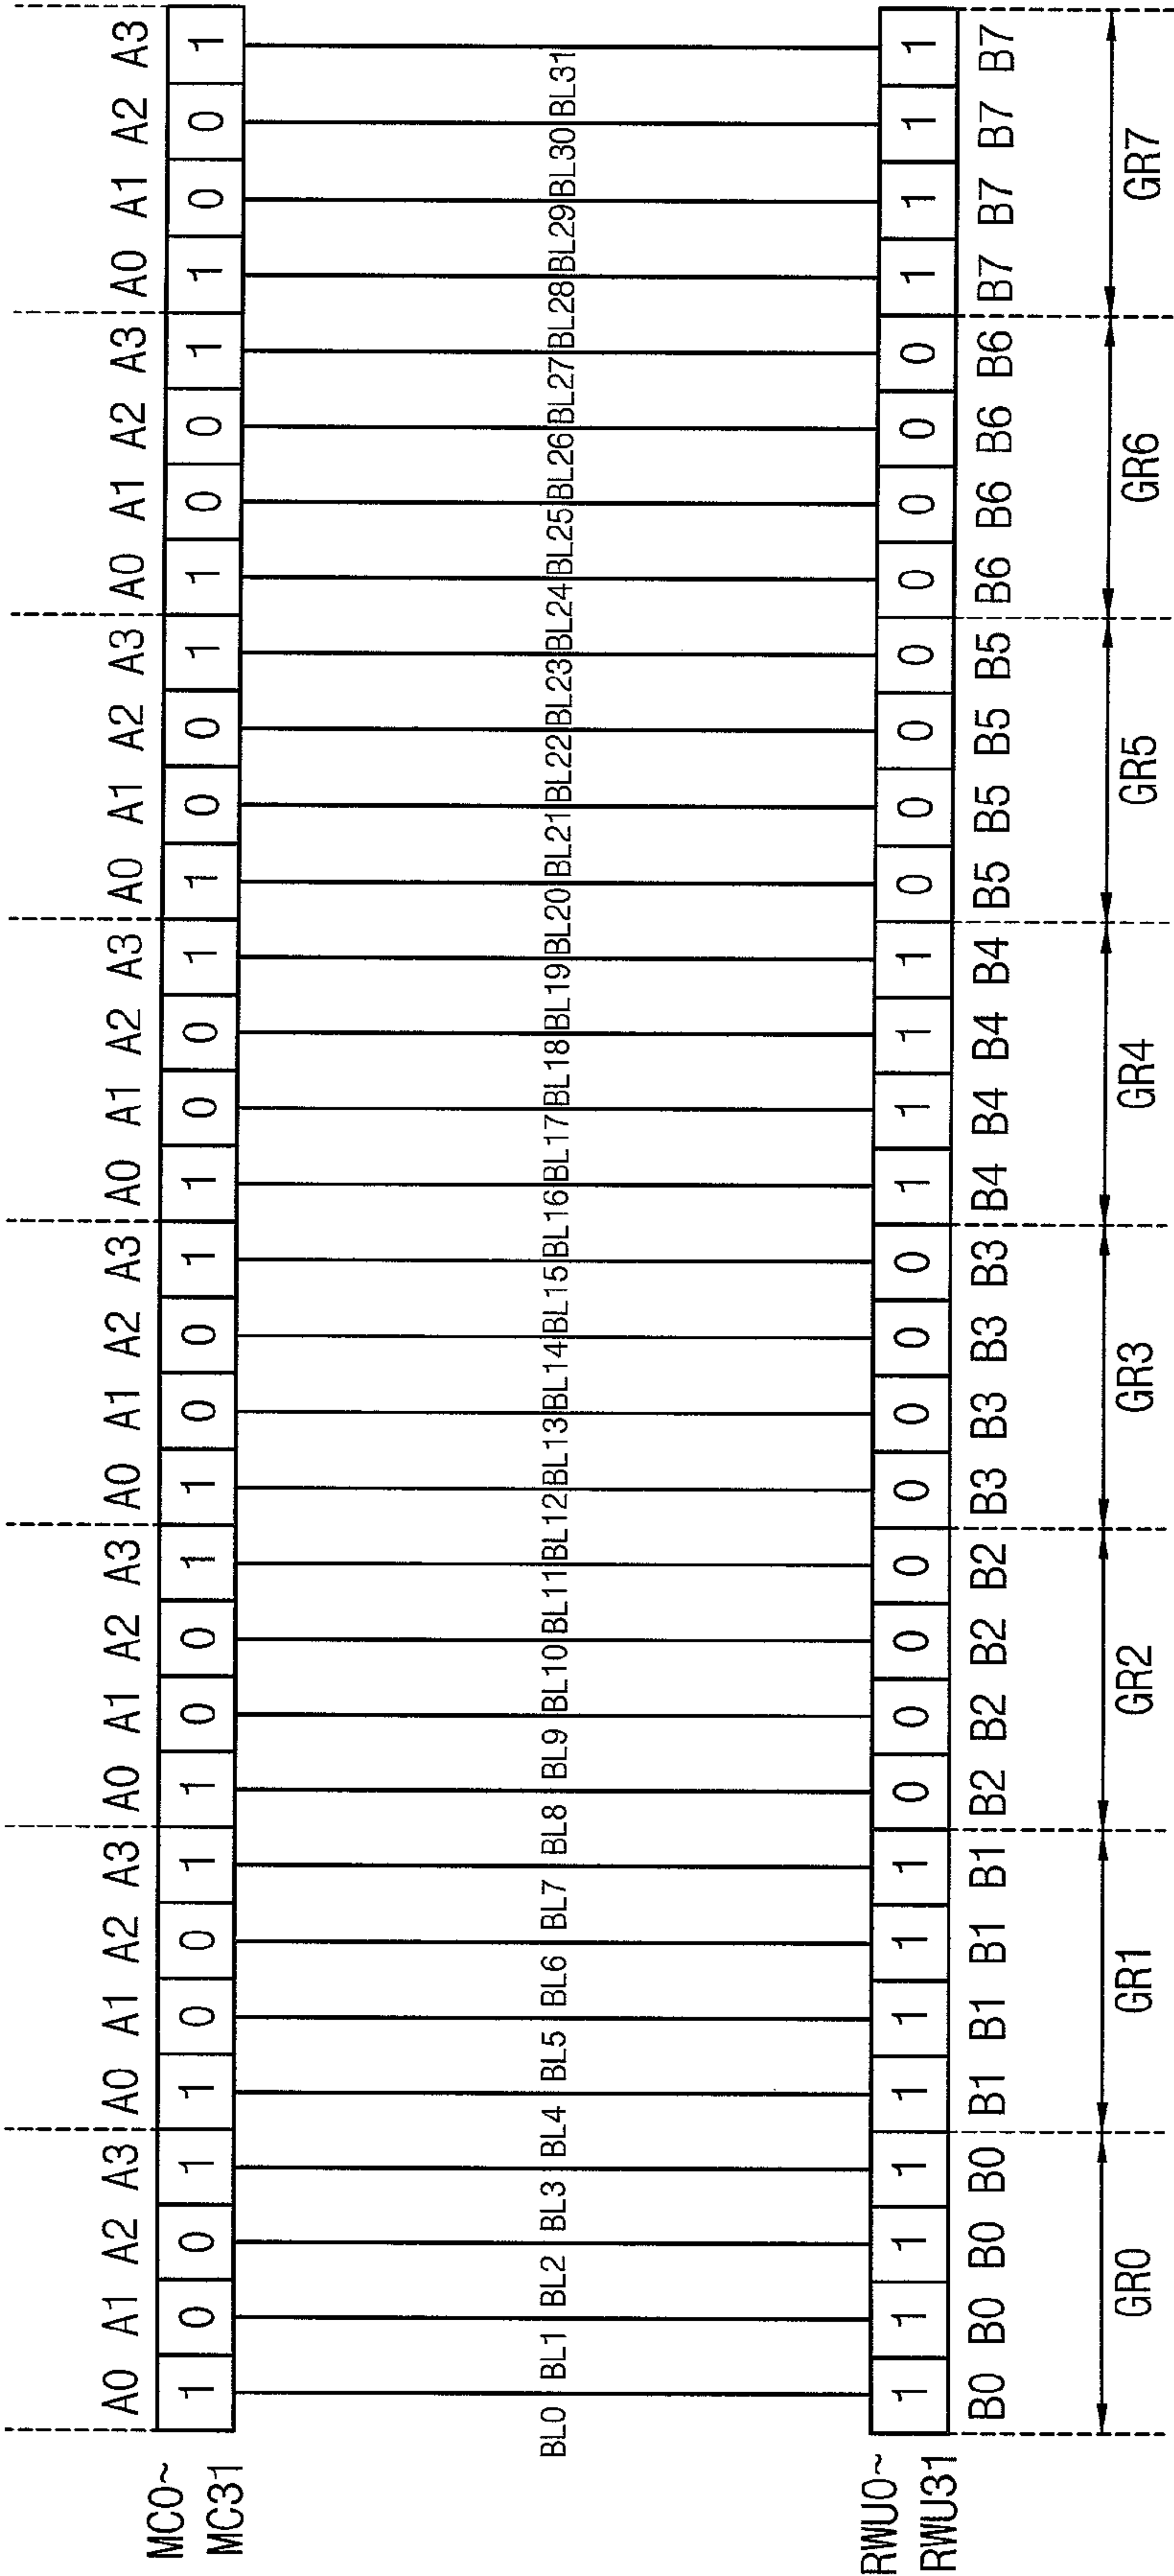 A0 A1 A2 A3 A0 A1 A2 A3 A0 A1 A2 A3 A0 A1 A2 A3 A0 A1 A2 A3 A0 A1 A2 A3 A0 A1 A2 A3 A0 A1 A2 A3
MC0~
MC31
1 0 0 1 1 0 0 1 1 0 0 1 1 0 0 1 1 0 0 1 1 0 0 1 1 0 0 1 1 0 0 1
BL0 BL1 BL2 BL3 BL4 BL5 BL6 BL7 BL8 BL9 BL10 BL11 BL12 BL13 BL14 BL15 BL16 BL17 BL18 BL19 BL20 BL21 BL22 BL23 BL24 BL25 BL26 BL27 BL28 BL29 BL30 BL31
RWU0~
RWU31
1 1 1 1 1 1 1 1 0 0 0 0 0 0 0 0 1 1 1 1 0 0 0 0 0 0 0 0 1 1 1 1
B0 B0 B0 B0 B1 B1 B1 B1 B2 B2 B2 B2 B3 B3 B3 B3 B4 B4 B4 B4 B5 B5 B5 B5 B6 B6 B6 B6 B7 B7 B7 B7
GR0 GR1 GR2 GR3 GR4 GR5 GR6 GR7